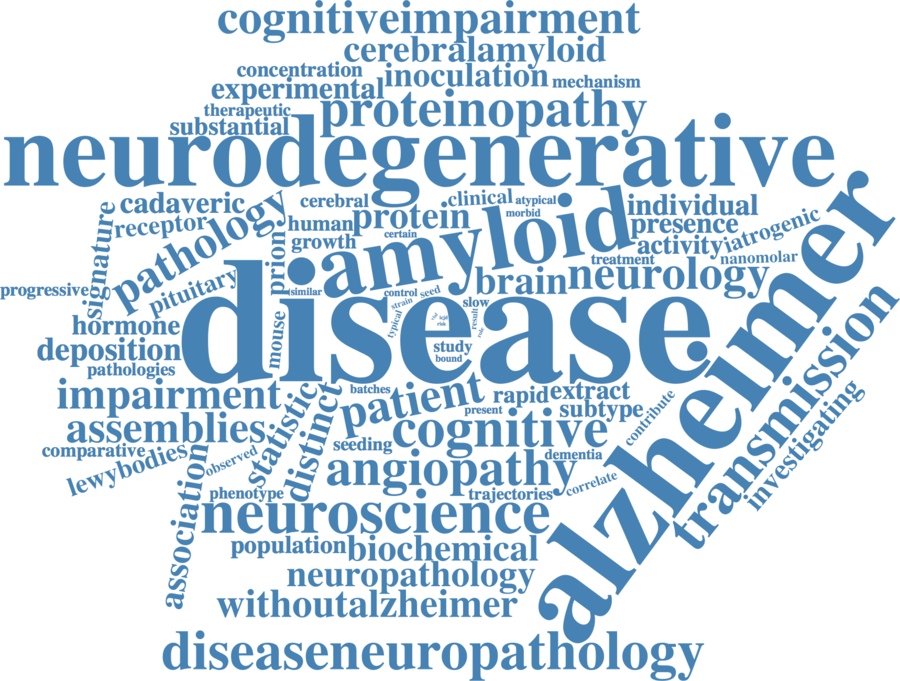 cognitiveimpairment
cerebralamyloid
concentration
inoculation
experimental
mechanism
therapeutic
proteinopathy
substantial
neurodegenerative
cadaveric
cerebral
clinical
atypical
individual
signature
receptor
pathology
human
protein
morbid
presence
iatrogenic
growth
certain
amyloid
activity
prion
treatment
nanomolar
progressive
pituitary
similar
control
seed
brain
neurology
alzheimer
strain
slow
hormone
typical
result
risk
disease
mouse
deposition
study
bound
pathologies
transmission
impairment
batches
patient
rapid
extract
assemblies
statistic
distinct
present
subtype
contribute
investigating
comparative
seeding
cognitive
lewybodies
observed
dementia
angiopathy
association
phenotype
trajectories
correlate
neuroscience
population
biochemical
neuropathology
withoutalzheimer
diseaseneuropathology